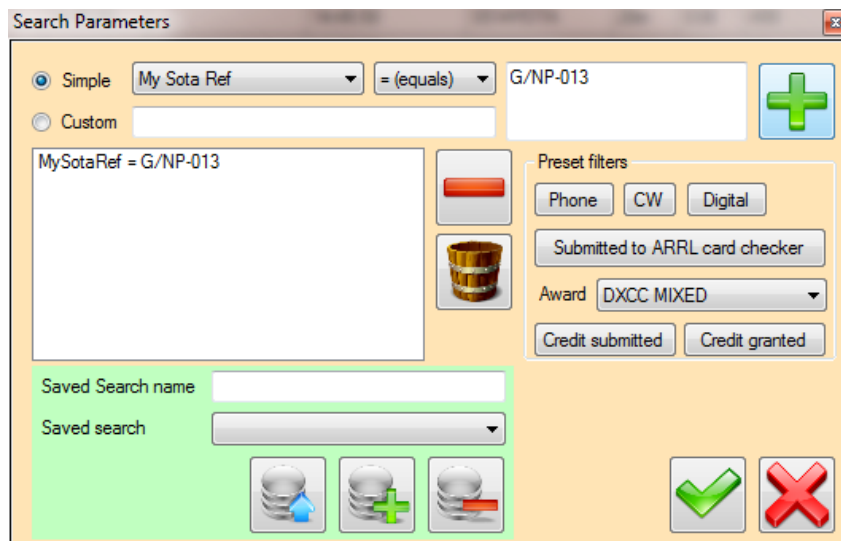 Search Parameters
Simple My Sota Ref = (equals) G/NP-013
Custom
MySotaRef = G/NP-013
Preset filters
Phone CW Digital
Submitted to ARRL card checker
Award DXCC MIXED
Credit submitted Credit granted
Saved Search name
Saved search